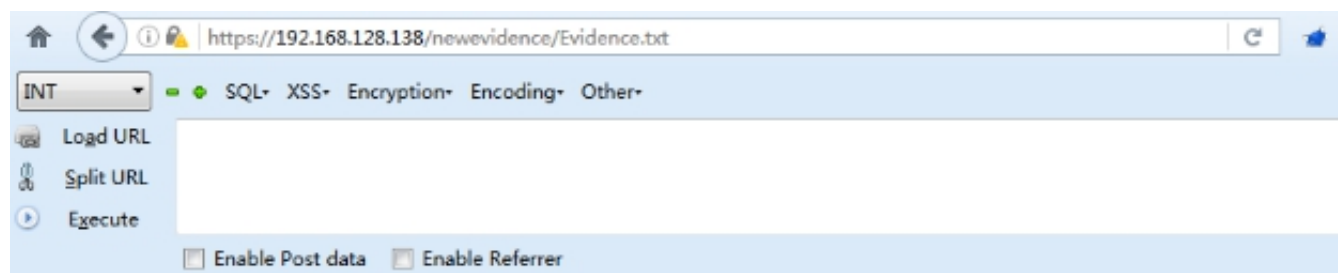 https://192.168.128.138/newevidence/Evidence.txt
INT SQL- XSS- Encryption- Encoding- Other-
Load URL
Split URL
Execute
Enable Post data Enable Referrer